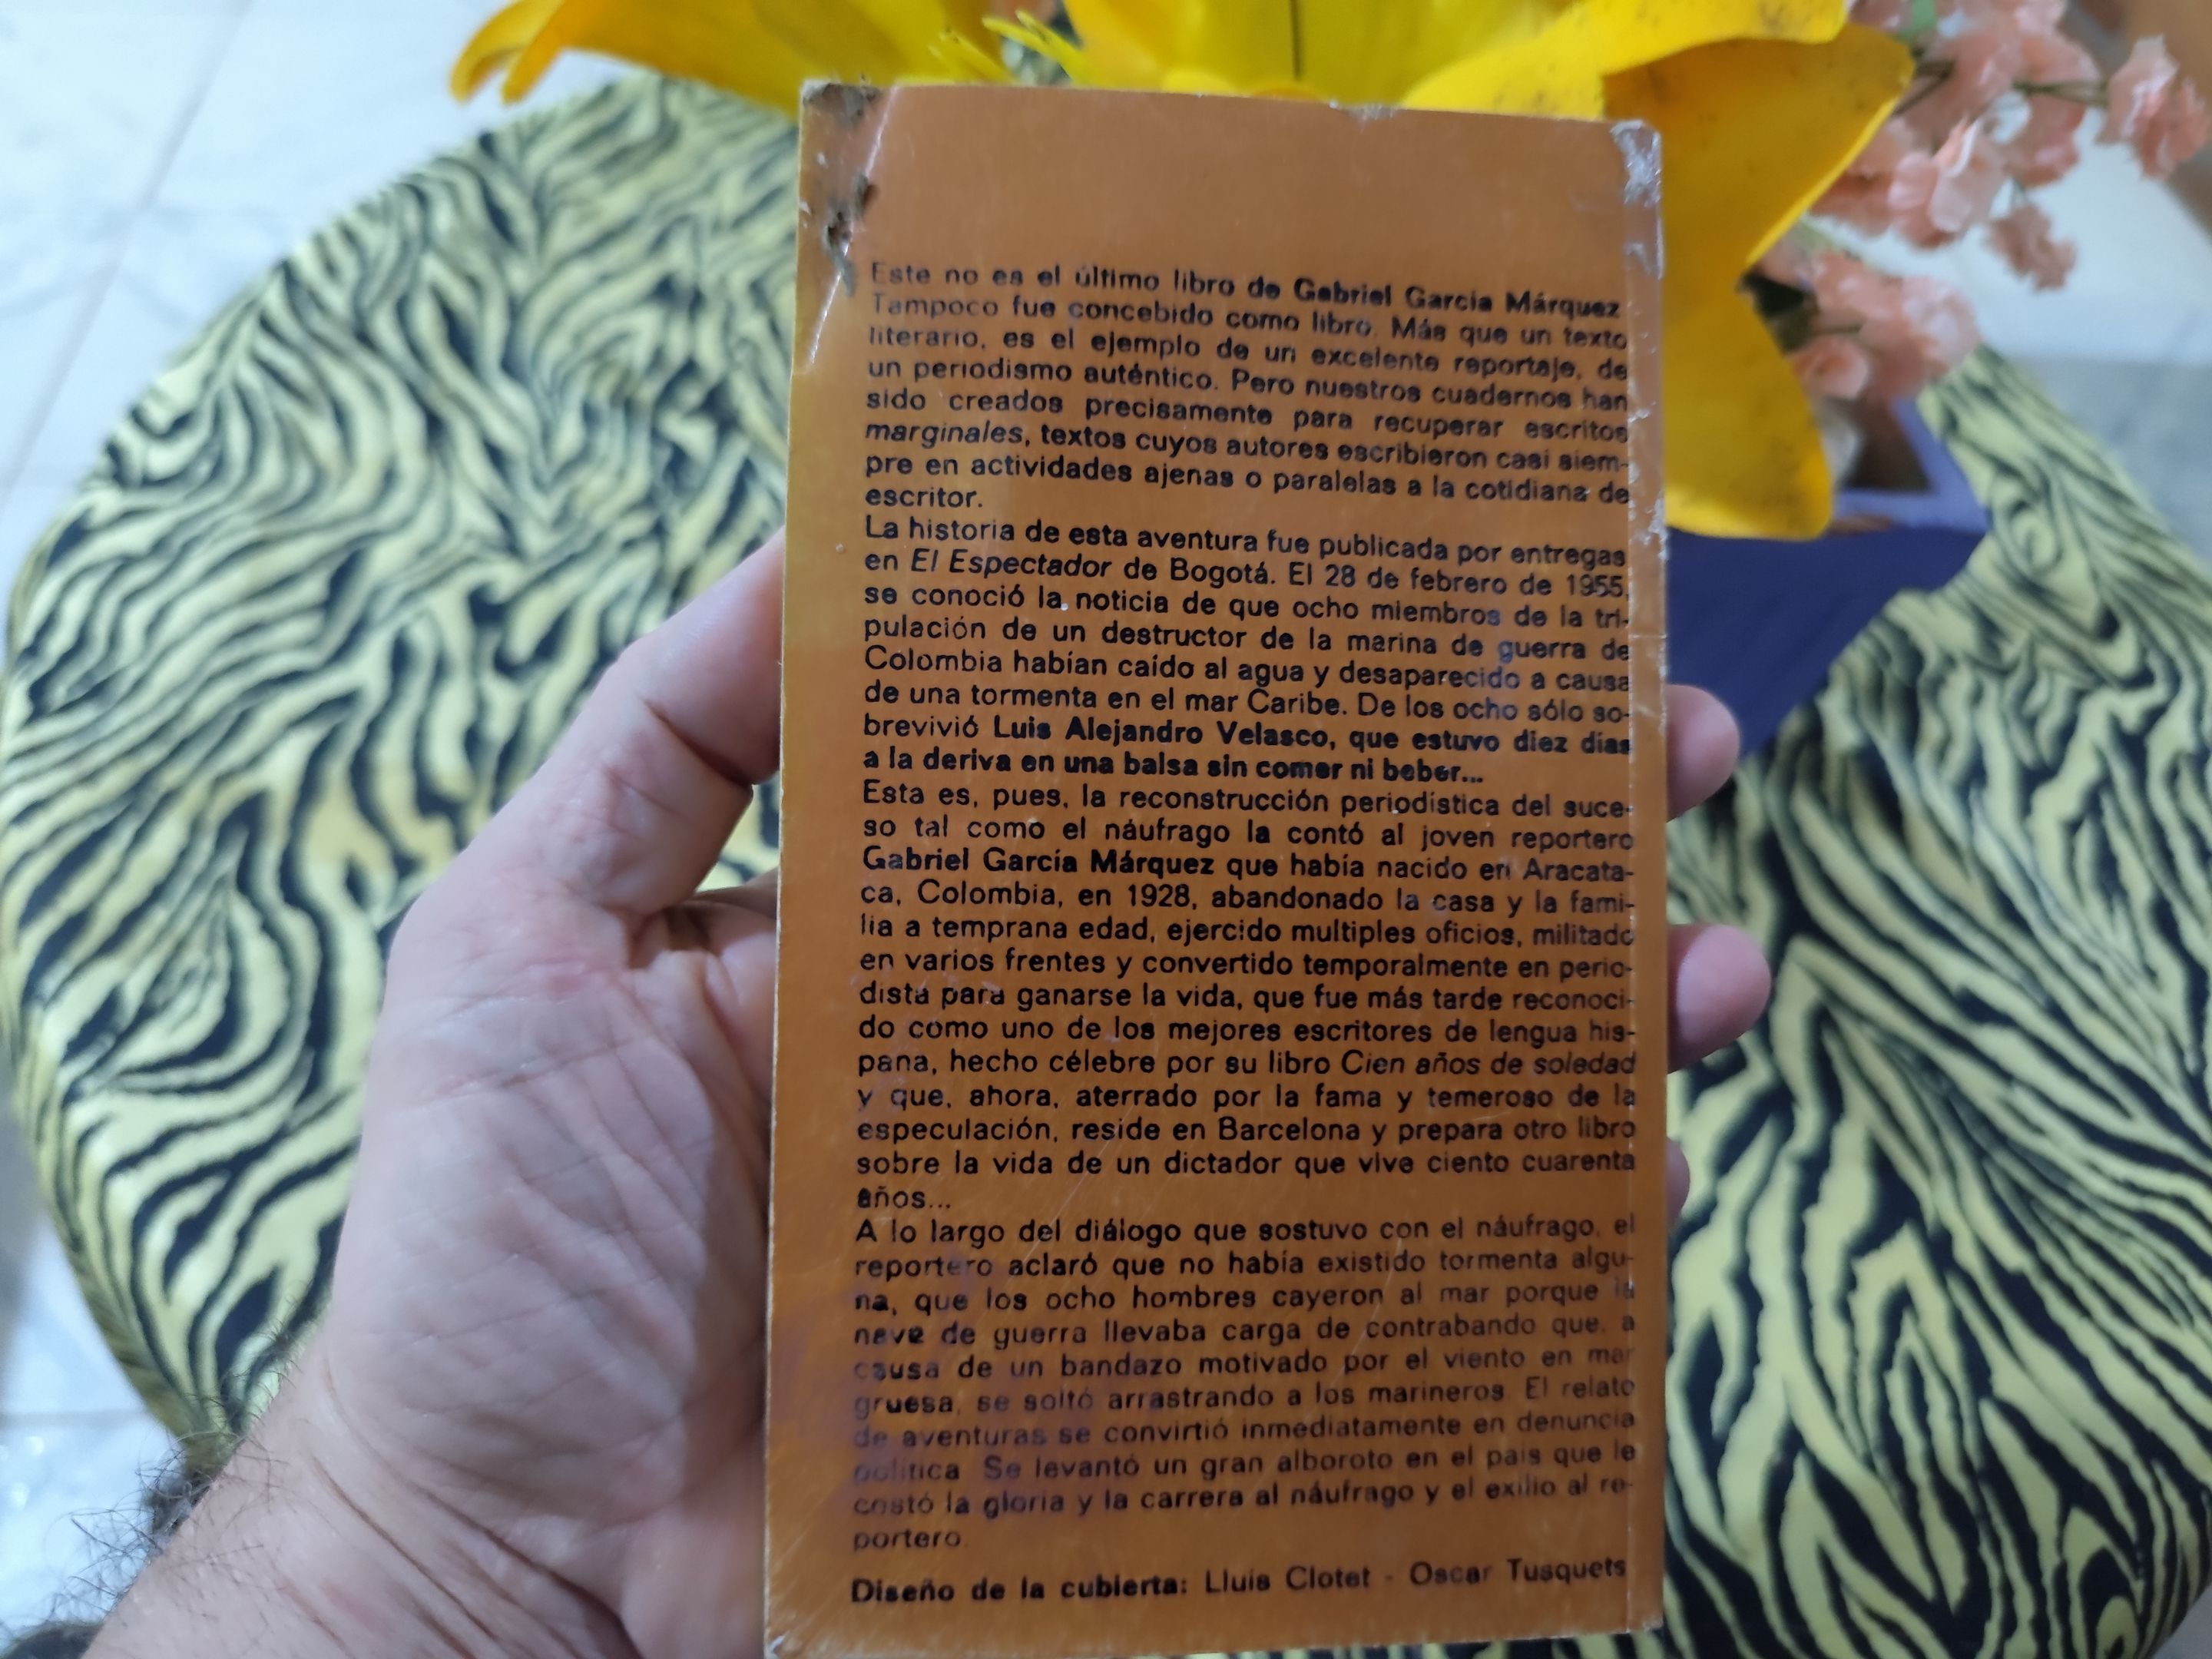 Este no es el último libro de Gabriel García Márquez
Tampoco fue concebido como libro. Más que un texto
literario, es el ejemplo de un excelente reportaje, de
un periodismo auténtico. Pero nuestros cuadernos han
sido creados precisamente para recuperar escritos
marginales, textos cuyos autores escribieron casi siem-
pre en actividades ajenas o paralelas a la cotidiana de
escritor.
La historia de esta aventura fue publicada por entregas
en El Espectador de Bogotá. El 28 de febrero de 1955,
se conoció la noticia de que ocho miembros de la tri-
pulación de un destructor de la marina de guerra de
Colombia habían caído al agua y desaparecido a causa
de una tormenta en el mar Caribe. De los ocho sólo so-
brevivió Luis Alejandro Velasco, que estuvo diez días
a la deriva en una balsa sin comer ni beber...
Esta es, pues, la reconstrucción periodística del suce-
so tal como el náufrago la contó al joven reportero
Gabriel García Márquez que había nacido en Aracata-
ca, Colombia, en 1928, abandonado la casa y la fami-
lia a temprana edad, ejercido multiples oficios, militado
en varios frentes y convertido temporalmente en perio-
dista para ganarse la vida, que fue más tarde reconoci-
do como uno de los mejores escritores de lengua his-
pana, hecho célebre por su libro Cien años de soledad
y que, ahora, aterrado por la fama y temeroso de la
especulación, reside en Barcelona y prepara otro libro
sobre la vida de un dictador que vive ciento cuarenta
años...
A lo largo del diálogo que sostuvo con el náufrago, el
reportero aclaró que no había existido tormenta algu-
na, que los ocho hombres cayeron al mar porque la
nave de guerra llevaba carga de contrabando que, a
causa de un bandazo motivado por el viento en mar
gruesa, se soltó arrastrando a los marineros. El relato
de aventuras se convirtió inmediatamente en denuncia
política. Se levantó un gran alboroto en el país que le
costó la gloria y la carrera al náufrago y el exilio al re-
portero.
Diseño de la cubierta: Lluis Clotet - Oscar Tusquets